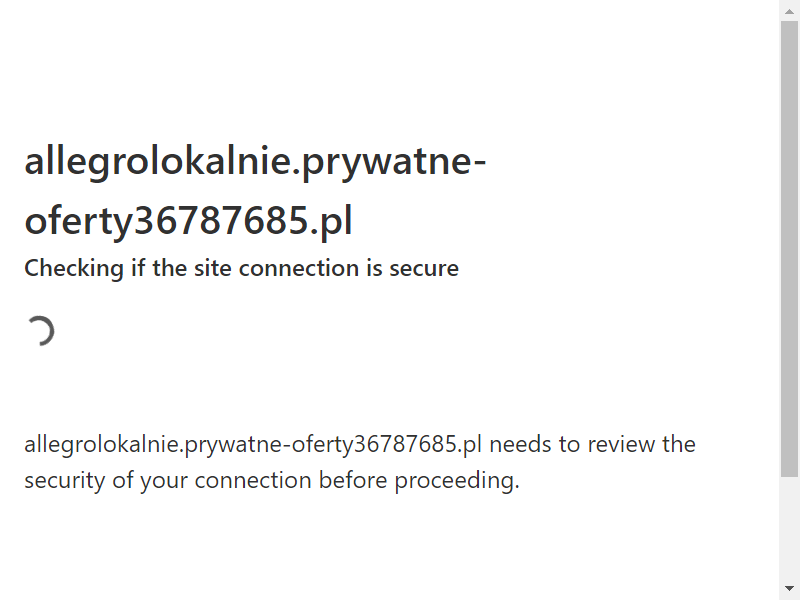 allegrolokalnie.prywatne-
oferty36787685.pl
Checking if the site connection is secure
allegrolokalnie.prywatne-oferty36787685.pl needs to review the
security of your connection before proceeding.